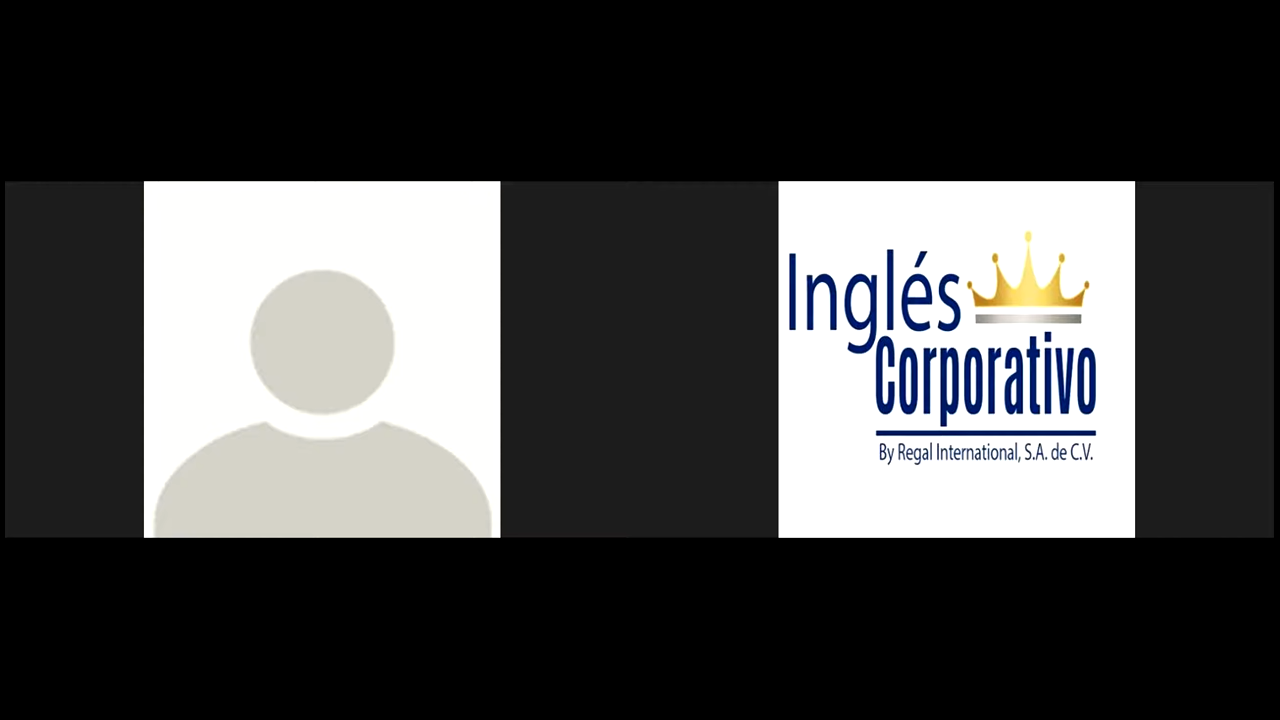 Inglés
Corporativo
By Regal International, S.A. de C.V.